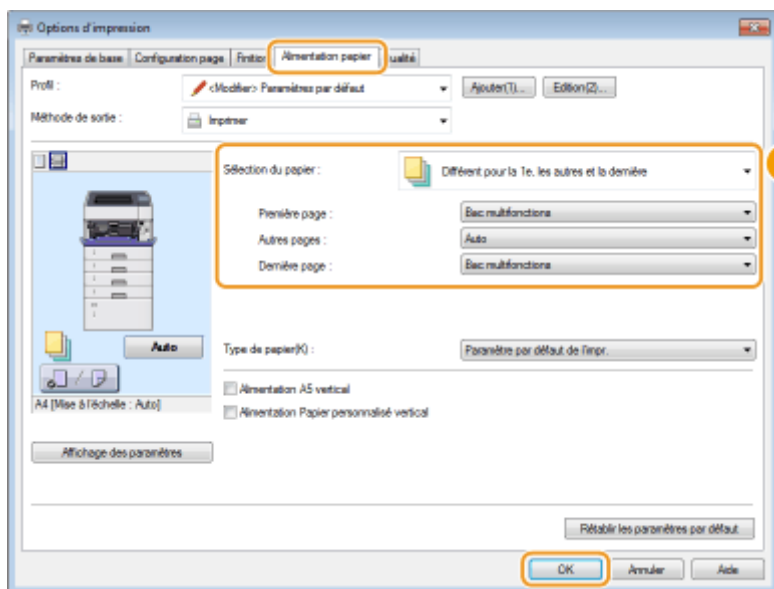 Options d'impression
Paramètres de base Configuration page Finition Alimentation papier ualité
Profil : <Modifier> Paramètres par défaut Ajouter(1)... Edition(2)...
Méthode de sortie : Imprimer
Sélection du papier : Différent pour la 1e, les autres et la dernière
Première page : Bac multifonctions
Autres pages : Auto
Dernière page : Bac multifonctions
Auto
Type de papier(K) : Paramètre par défaut de l'impr.
A4 [Mise à l'échelle : Auto]
Alimentation A5 vertical
Alimentation Papier personnalisé vertical
Affichage des paramètres
Rétablir les paramètres par défaut
OK Annuler Aide